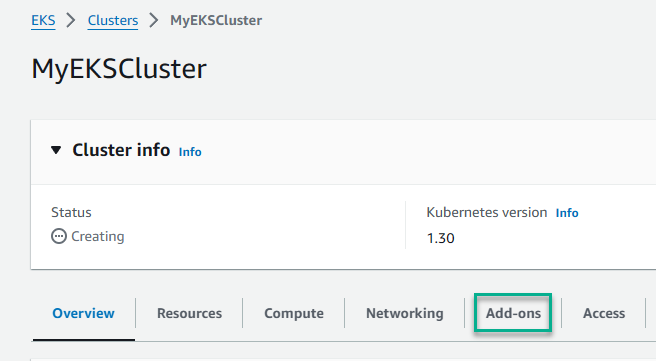 EKS > Clusters > MyEKSCluster
MyEKSCluster
Cluster info Info
Status
Creating
Kubernetes version Info
1.30
Overview Resources Compute Networking Add-ons Access